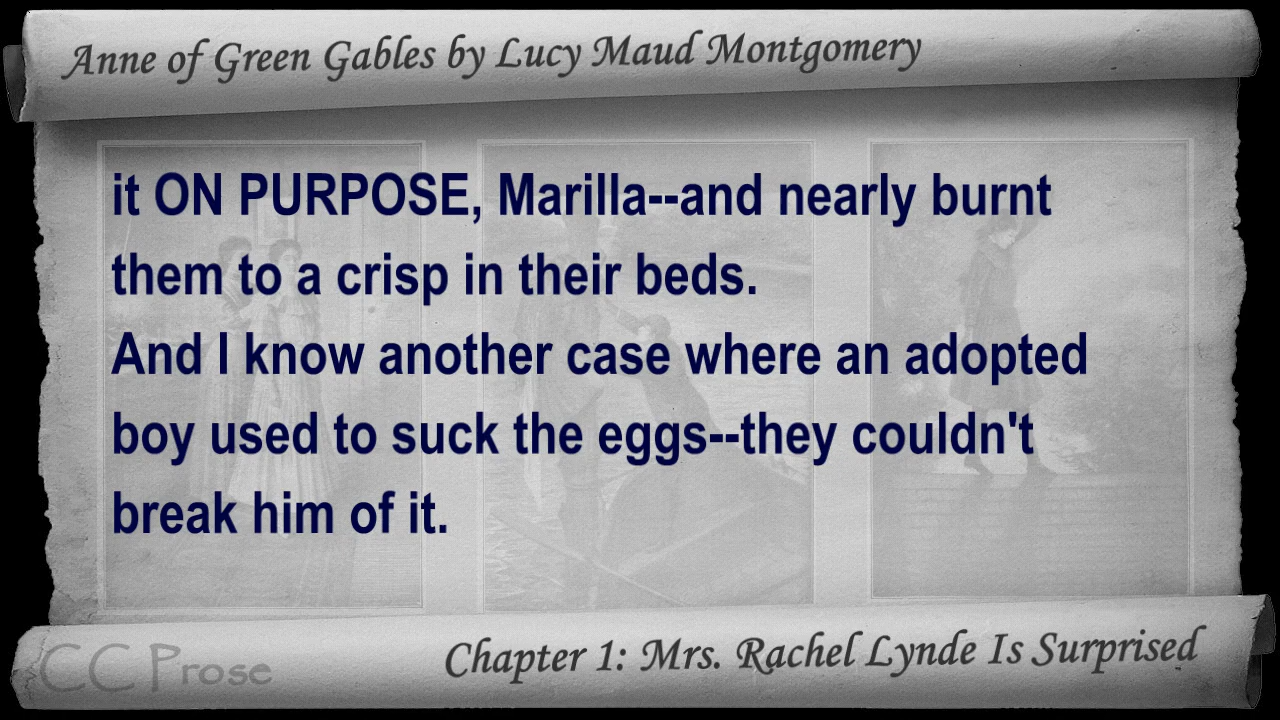 Anne of Green Gables by Lucy Maud Montgomery
it ON PURPOSE, Marilla--and nearly burnt
them to a crisp in their beds.
And I know another case where an adopted
boy used to suck the eggs--they couldn't
break him of it.
CC Prose
Chapter 1: Mrs. Rachel Lynde Is Surprised